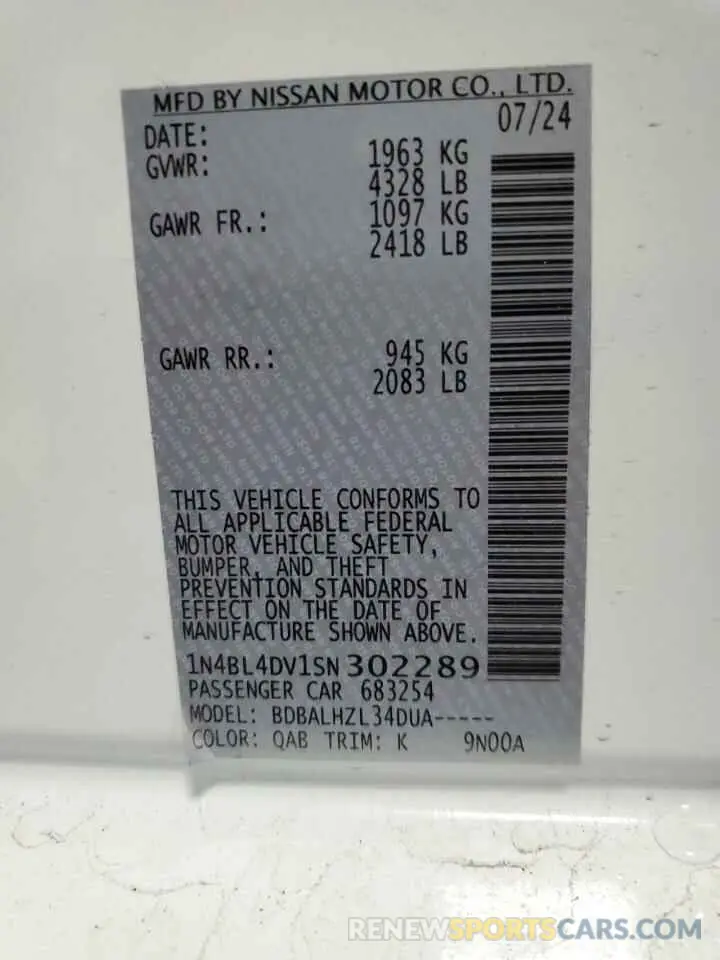 MFD BY NISSAN MOTOR CO., LTD.
DATE: 07/24
GVWR: 1963 KG
4328 LB
GAWR FR.: 1097 KG
2418 LB
GAWR RR.: 945 KG
2083 LB
THIS VEHICLE CONFORMS TO
ALL APPLICABLE FEDERAL
MOTOR VEHICLE SAFETY,
BUMPER, AND THEFT
PREVENTION STANDARDS IN
EFFECT ON THE DATE OF
MANUFACTURE SHOWN ABOVE.
1N4BL4DV1SN302289
PASSENGER CAR 683254
MODEL: BDBALHZL34DUA-----
COLOR: QAB TRIM: K 9N00A
RENEWSPORTSCARS.COM